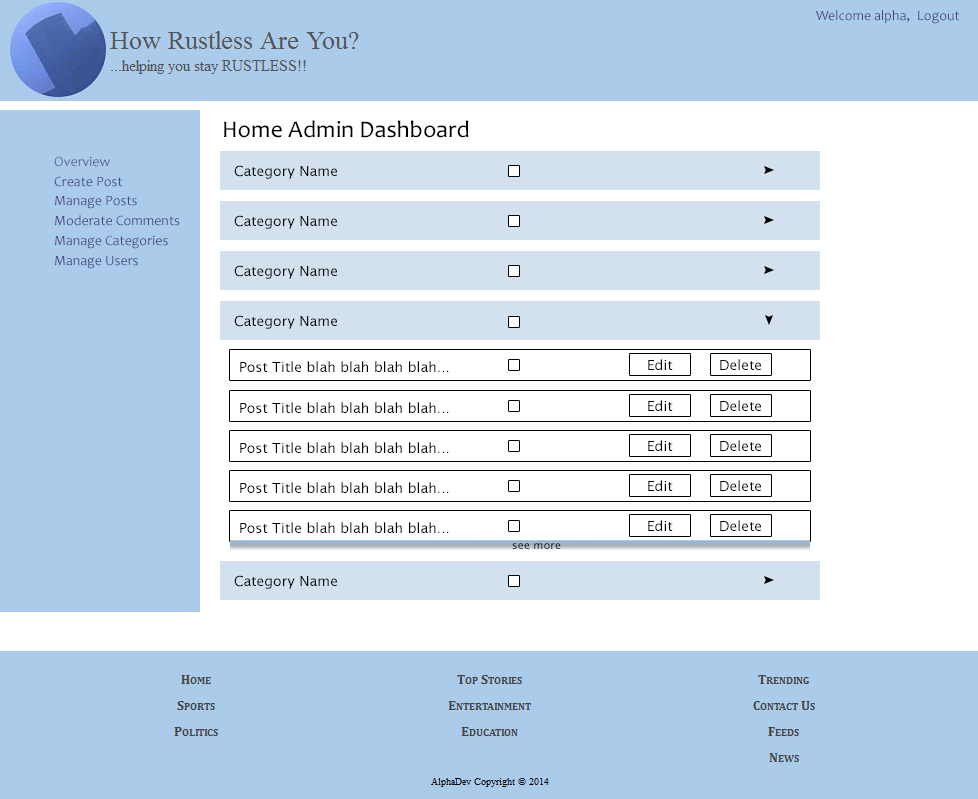 Welcome alpha, Logout
How Rustless Are You?
...helping you stay RUSTLESS!!
Overview
Create Post
Manage Posts
Moderate Comments
Manage Categories
Manage Users
Home Admin Dashboard
Category Name
Category Name
Category Name
Category Name
Post Title blah blah blah blah... Edit Delete
Post Title blah blah blah blah... Edit Delete
Post Title blah blah blah blah... Edit Delete
Post Title blah blah blah blah... Edit Delete
Post Title blah blah blah blah... Edit Delete
see more
Category Name
Home Top Stories Trending
Sports Entertainment Contact Us
Politics Education Feeds
News
AlphaDev Copyright © 2014